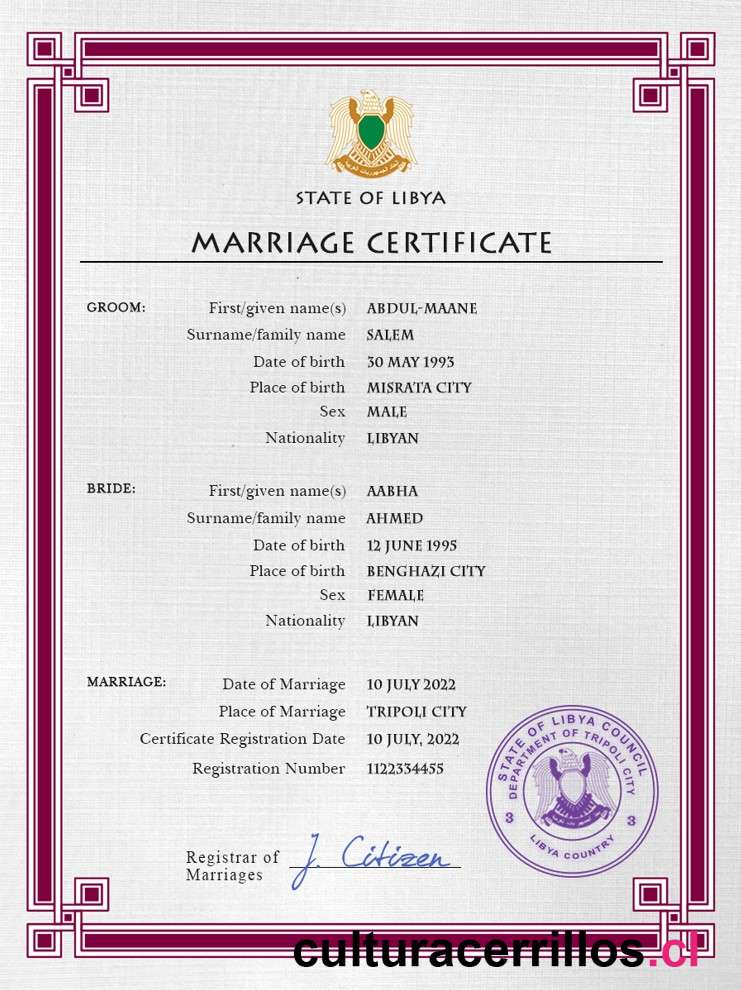 STATE OF LIBYA
MARRIAGE CERTIFICATE
GROOM:
First/given name(s) ABDUL-MAANE
Surname/family name SALEM
Date of birth 30 MAY 1993
Place of birth MISRATA CITY
Sex MALE
Nationality LIBYAN
BRIDE:
First/given name(s) AABHA
Surname/family name AHMED
Date of birth 12 JUNE 1995
Place of birth BENGHAZI CITY
Sex FEMALE
Nationality LIBYAN
MARRIAGE:
Date of Marriage 10 JULY 2022
Place of Marriage TRIPOLI CITY
Certificate Registration Date 10 JULY, 2022
Registration Number 1122334455
STATE OF LIBYA COUNCIL
DEPARTMENT OF TRIPOLI CITY
3 3
LIBYA COUNTRY
Registrar of Marriages J. Citizen
culturacerrillos.cl